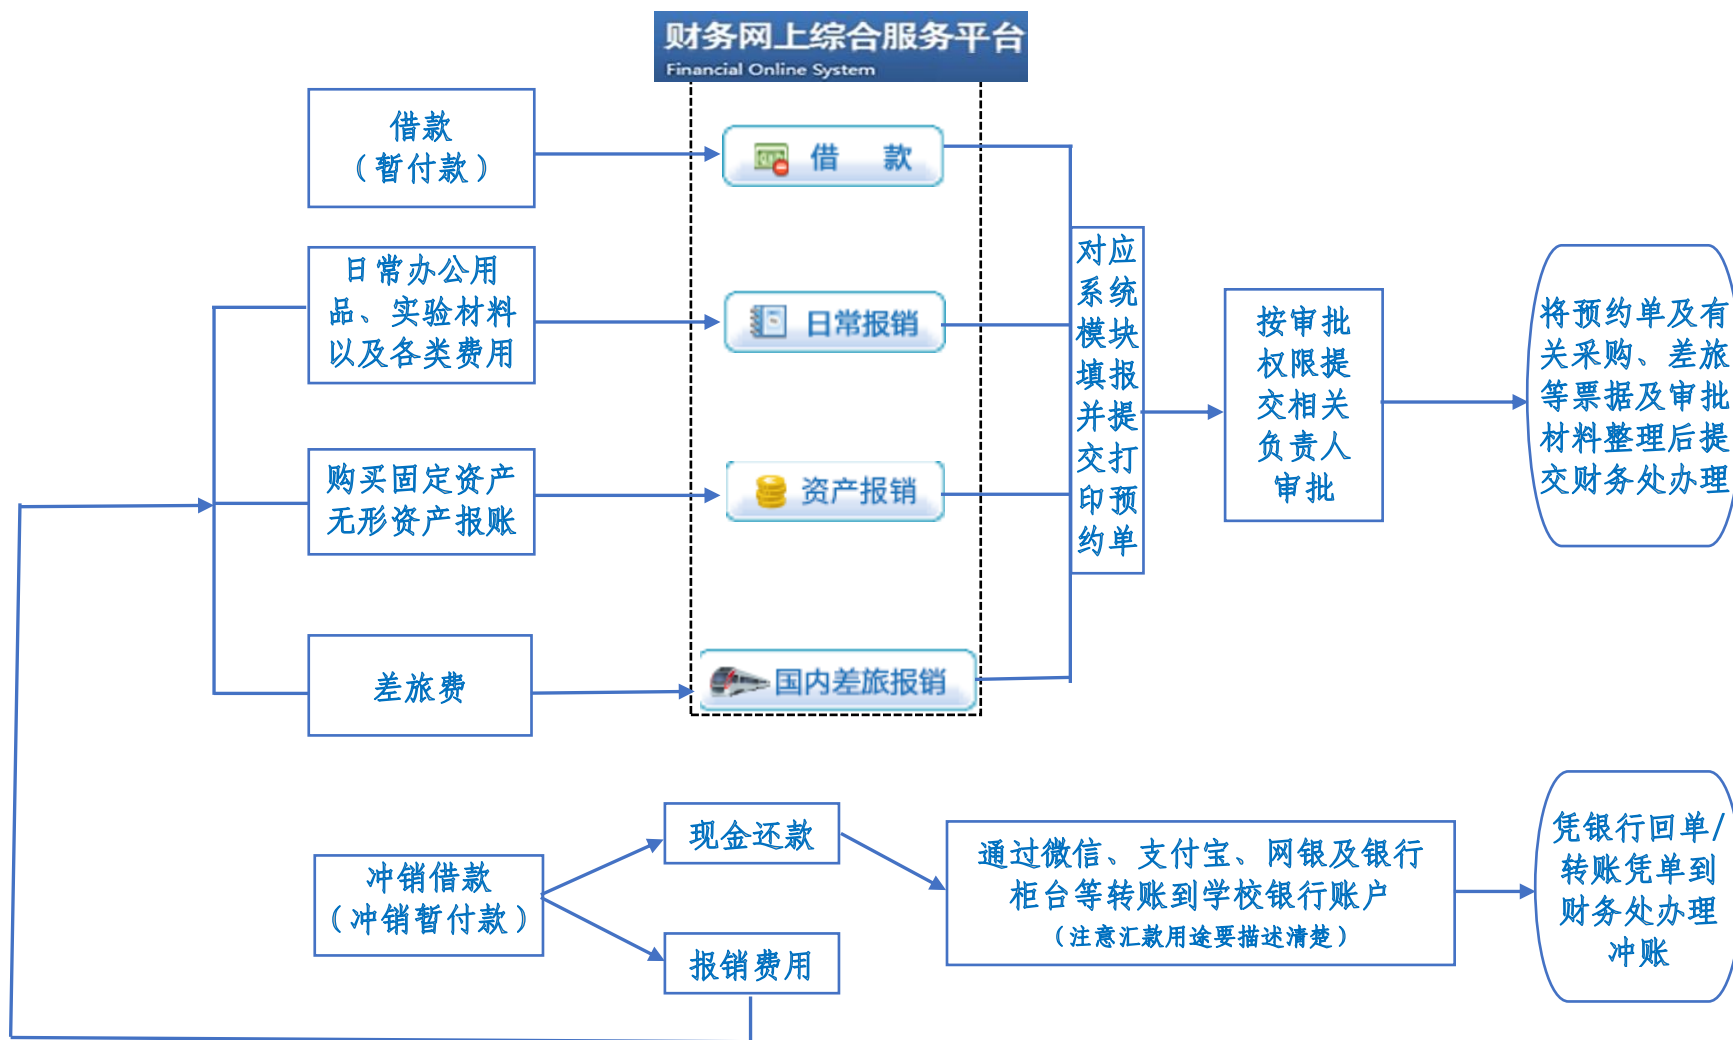 财务网上综合服务平台
Financial Online System
借款
（暂付款）
借 款
日常办公用
品、实验材料
以及各类费用
日常报销
购买固定资产
无形资产报账
资产报销
差旅费
国内差旅报销
对应
系统
模块
填报
并提
交打
印预
约单
按审批
权限提
交相关
负责人
审批
将预约单及有
关采购、差旅
等票据及审批
材料整理后提
交财务处办理
冲销借款
（冲销暂付款）
现金还款
报销费用
通过微信、支付宝、网银及银行
柜台等转账到学校银行账户
（注意汇款用途要描述清楚）
凭银行回单/
转账凭单到
财务处办理
冲账